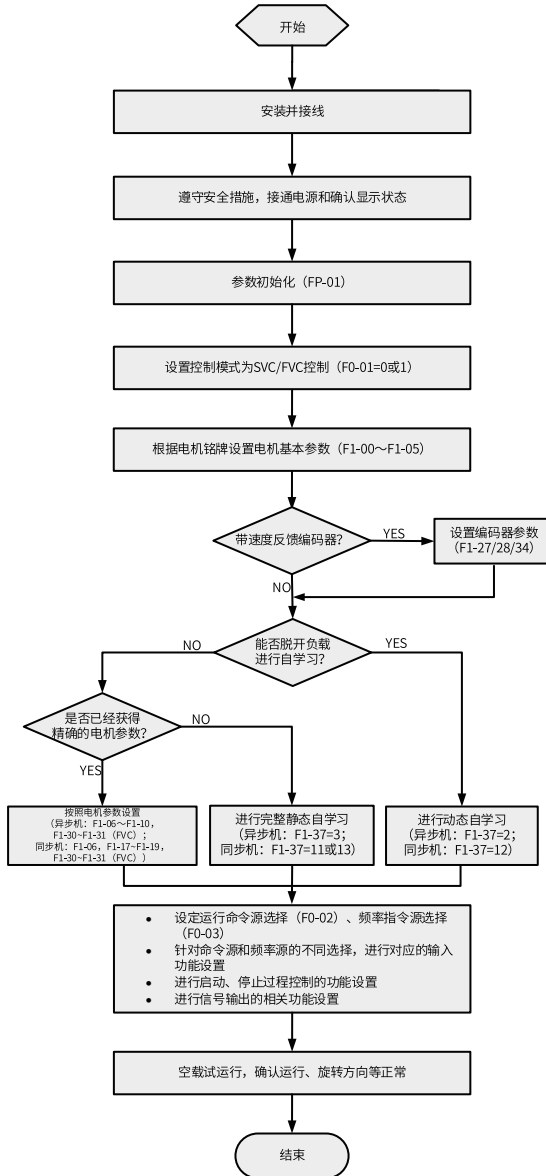 开始
安装并接线
遵守安全措施，接通电源和确认显示状态
参数初始化（FP-01）
设置控制模式为SVC/FVC控制（F0-01=0或1）
根据电机铭牌设置电机基本参数（F1-00～F1-05）
带速度反馈编码器？
YES
设置编码器参数
（F1-27/28/34）
NO
能否脱开负载
进行自学习？
NO
YES
是否已经获得
精确的电机参数？
NO
YES
按照电机参数设置
（异步机：F1-06～F1-10，
F1-30~F1-31（FVC）；
同步机：F1-06，F1-17~F1-19，
F1-30~F1-31（FVC））
进行完整静态自学习
（异步机：F1-37=3；
同步机：F1-37=11或13）
进行动态自学习
（异步机：F1-37=2；
同步机：F1-37=12）
• 设定运行命令源选择（F0-02）、频率指令源选择
（F0-03）
• 针对命令源和频率源的不同选择，进行对应的输入
功能设置
• 进行启动、停止过程控制的功能设置
• 进行信号输出的相关功能设置
空载试运行，确认运行、旋转方向等正常
结束